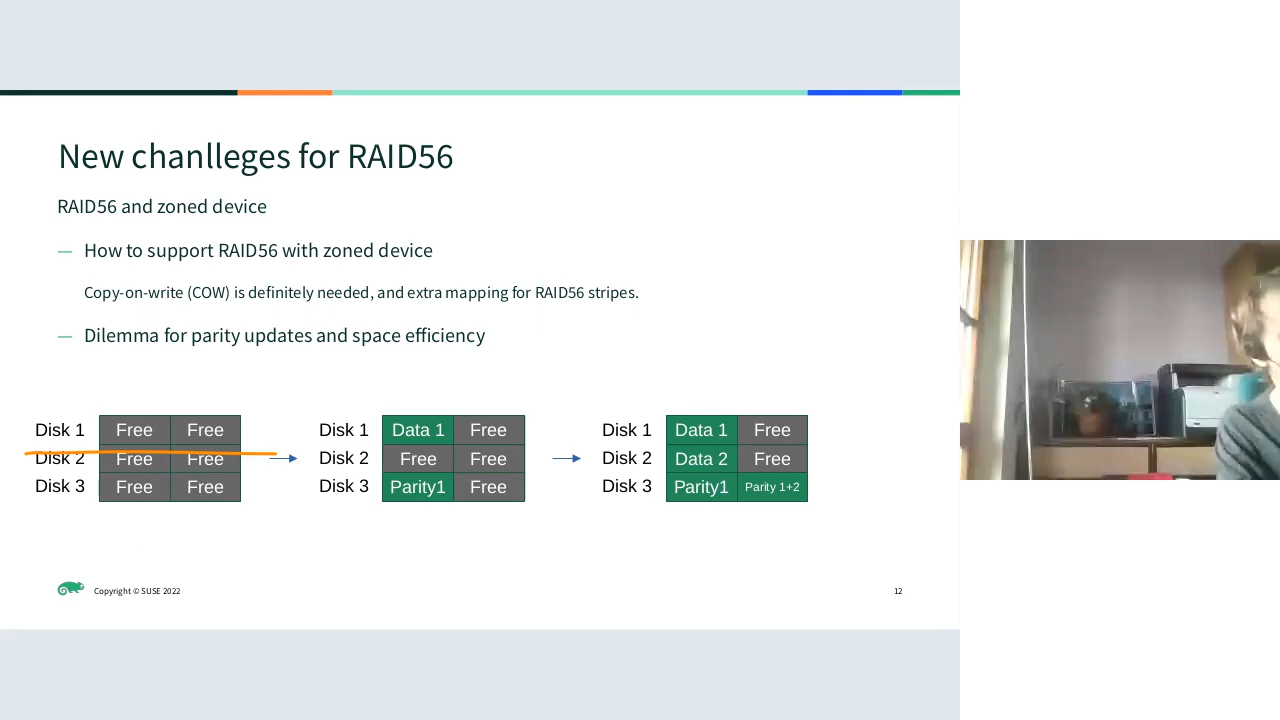 New chanlleges for RAID56
RAID56 and zoned device
— How to support RAID56 with zoned device
Copy-on-write (COW) is definitely needed, and extra mapping for RAID56 stripes.
— Dilemma for parity updates and space efficiency
Disk 1 Free Free Disk 1 Data 1 Free Disk 1 Data 1 Free
Disk 2 Free Free Disk 2 Free Free Disk 2 Data 2 Free
Disk 3 Free Free Disk 3 Parity1 Free Disk 3 Parity1 Parity 1+2
Copyright © SUSE 2022 12